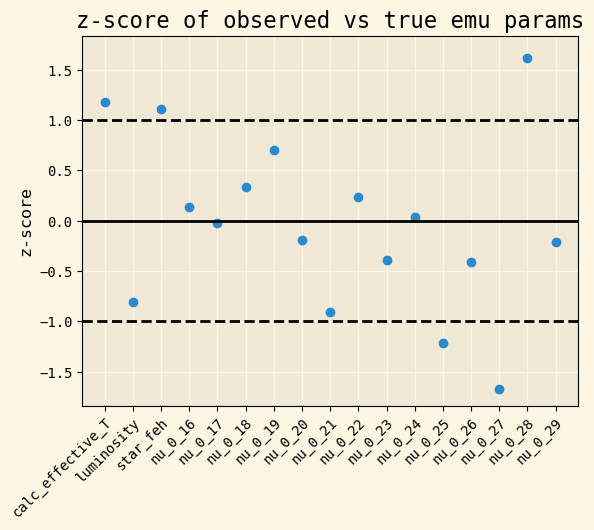 z-score of observed vs true emu params
z-score
1.5
1.0
0.5
0.0
−0.5
−1.0
−1.5
calc_effective_T
luminosity
star_feh
nu_0_16
nu_0_17
nu_0_18
nu_0_19
nu_0_20
nu_0_21
nu_0_22
nu_0_23
nu_0_24
nu_0_25
nu_0_26
nu_0_27
nu_0_28
nu_0_29